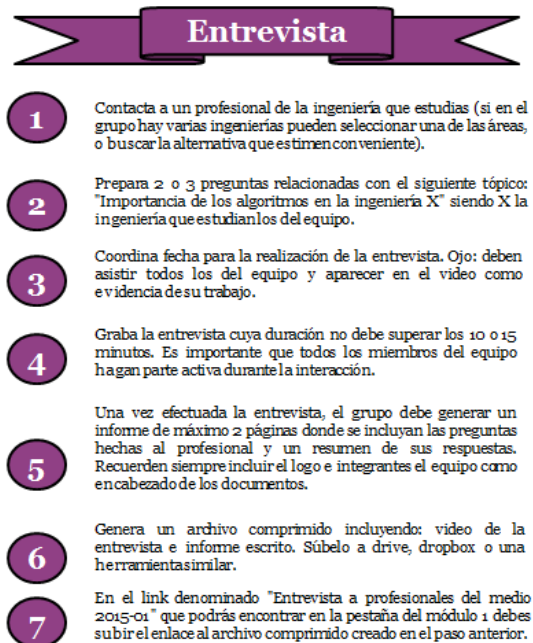 Entrevista
1
Contacta a un profesional de la ingeniería que estudias (si en el
grupo hay varias ingenierías pueden seleccionar una de las áreas,
o buscar la alternativa que estimen conveniente).
2
Prepara 2 o 3 preguntas relacionadas con el siguiente tópico:
"Importancia de los algoritmos en la ingeniería X" siendo X la
ingeniería que estudian los del equipo.
3
Coordina fecha para la realización de la entrevista. Ojo: deben
asistir todos los del equipo y aparecer en el video como
evidencia de su trabajo.
4
Graba la entrevista cuya duración no debe superar los 10 o 15
minutos. Es importante que todos los miembros del equipo
hagan parte activa durante la interacción.
5
Una vez efectuada la entrevista, el grupo debe generar un
informe de máximo 2 páginas donde se incluyan las preguntas
hechas al profesional y un resumen de sus respuestas.
Recuerden siempre incluir el logo e integrantes el equipo como
encabezado de los documentos.
6
Genera un archivo comprimido incluyendo: video de la
entrevista e informe escrito. Súbelo a drive, dropbox o una
herramienta similar.
7
En el link denominado "Entrevista a profesionales del medio
2015-01" que podrás encontrar en la pestaña del módulo 1 debes
subir el enlace al archivo comprimido creado en el paso anterior.